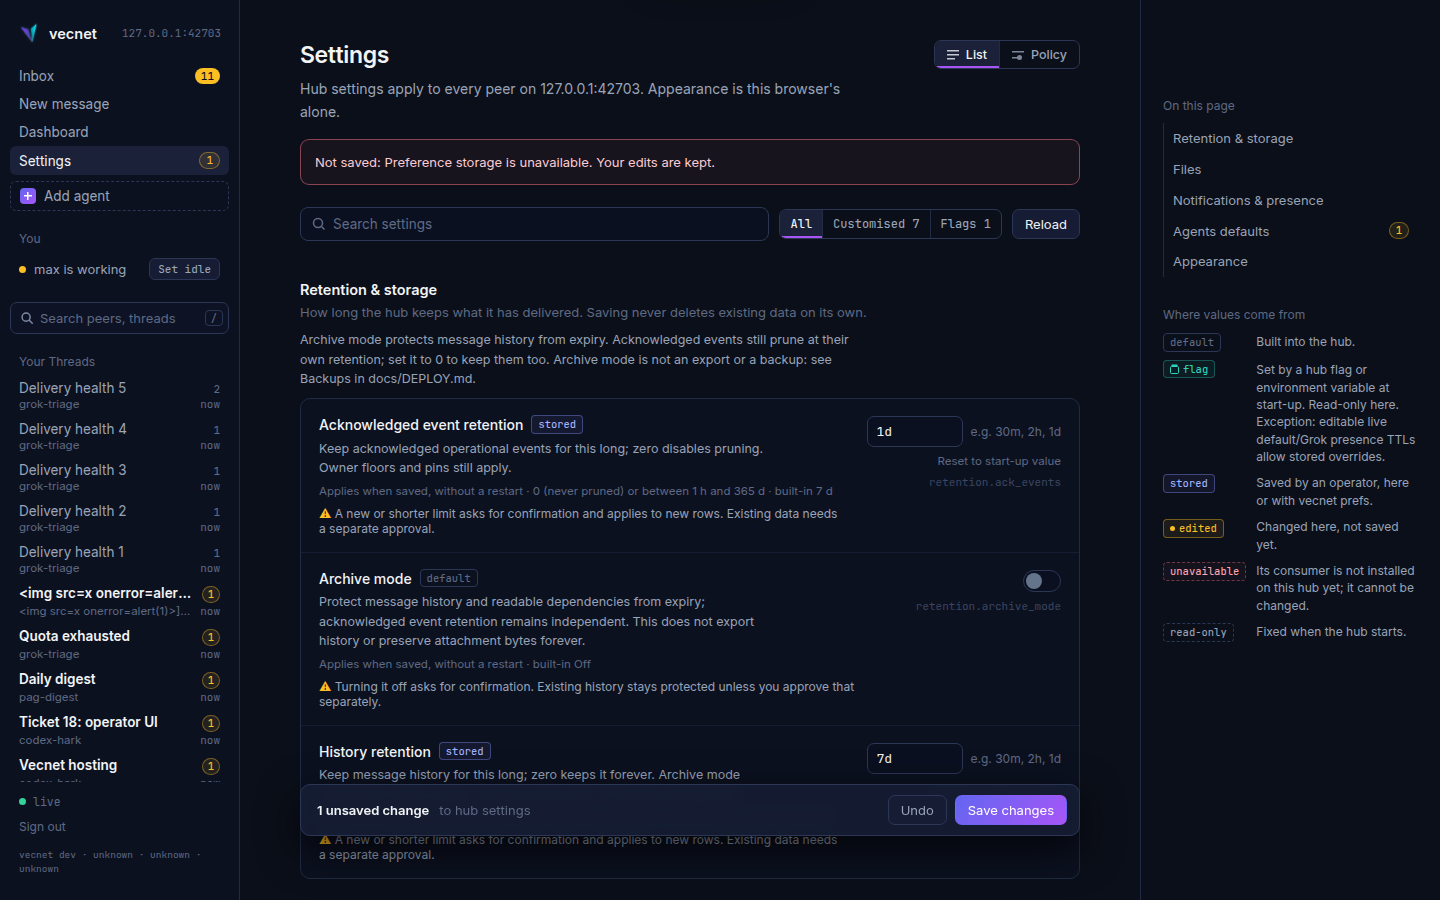 vecnet 127.0.0.1:42703
Inbox 11
New message
Dashboard
Settings 1
Add agent
You
max is working Set idle
Search peers, threads /
Your Threads
Delivery health 5 2
grok-triage now
Delivery health 4 1
grok-triage now
Delivery health 3 1
grok-triage now
Delivery health 2 1
grok-triage now
Delivery health 1 1
grok-triage now
<img src=x onerror=aler... 1
<img src=x onerror=alert(1)>]... now
Quota exhausted 1
grok-triage now
Daily digest 1
pag-digest now
Ticket 18: operator UI 1
codex-hark now
Vecnet hosting 1
live
Sign out
vecnet dev · unknown · unknown ·
unknown
Settings
List Policy
Hub settings apply to every peer on 127.0.0.1:42703. Appearance is this browser's
alone.
Not saved: Preference storage is unavailable. Your edits are kept.
Search settings All Customised 7 Flags 1 Reload
Retention & storage
How long the hub keeps what it has delivered. Saving never deletes existing data on its own.
Archive mode protects message history from expiry. Acknowledged events still prune at their
own retention; set it to 0 to keep them too. Archive mode is not an export or a backup: see
Backups in docs/DEPLOY.md.
Acknowledged event retention stored 1d e.g. 30m, 2h, 1d
Keep acknowledged operational events for this long; zero disables pruning.
Owner floors and pins still apply.
Reset to start-up value
retention.ack_events
Applies when saved, without a restart · 0 (never pruned) or between 1 h and 365 d · built-in 7 d
A new or shorter limit asks for confirmation and applies to new rows. Existing data needs
a separate approval.
Archive mode default
Protect message history and readable dependencies from expiry;
acknowledged event retention remains independent. This does not export
history or preserve attachment bytes forever.
retention.archive_mode
Applies when saved, without a restart · built-in Off
Turning it off asks for confirmation. Existing history stays protected unless you approve that
separately.
History retention stored 7d e.g. 30m, 2h, 1d
Keep message history for this long; zero keeps it forever. Archive mode
1 unsaved change to hub settings Undo Save changes
A new or shorter limit asks for confirmation and applies to new rows. Existing data needs
a separate approval.
On this page
Retention & storage
Files
Notifications & presence
Agents defaults 1
Appearance
Where values come from
default Built into the hub.
flag Set by a hub flag or
environment variable at
start-up. Read-only here.
Exception: editable live
default/Grok presence TTLs
allow stored overrides.
stored Saved by an operator, here
or with vecnet prefs.
edited Changed here, not saved
yet.
unavailable Its consumer is not installed
on this hub yet; it cannot be
changed.
read-only Fixed when the hub starts.